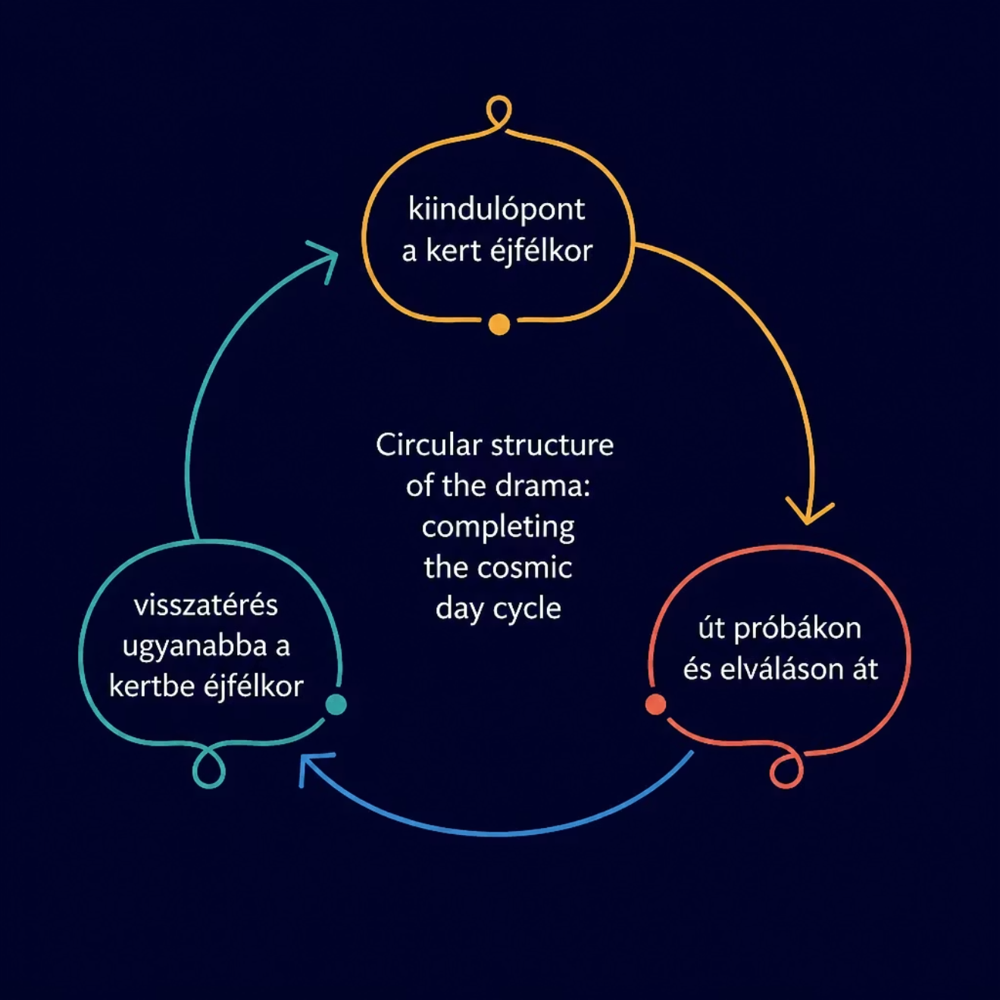 kiindulópont
a kert éjfélkor
Circular structure
of the drama:
completing
the cosmic
day cycle
út próbákon
és elváláson át
visszatérés
ugyanabba a
kertbe éjfélkor